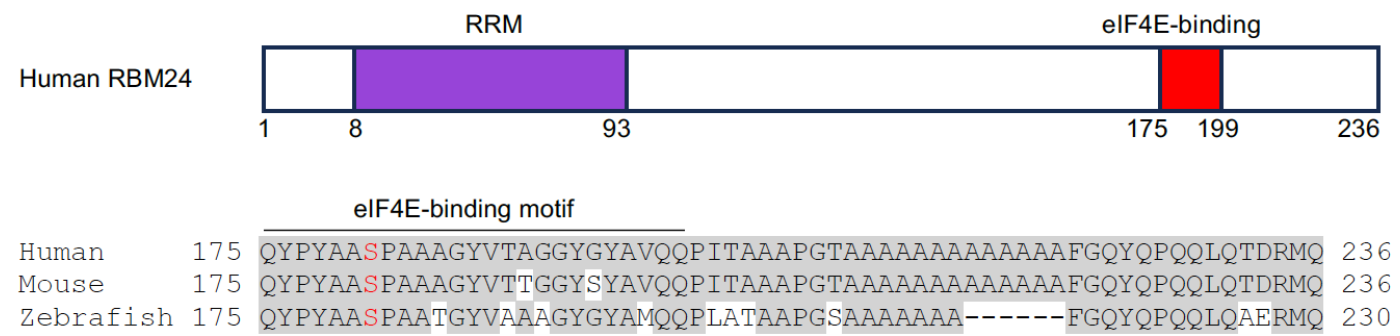 RRM eIF4E-binding
Human RBM24
1 8 93 175 199 236
eIF4E-binding motif
Human 175 QYPYAASPAAAGYVTAGGYGYAVQQPITAAAPGTAAAAAAAAAAAAAFGQYQPQQLQTDRMQ 236
Mouse 175 QYPYAASPAAAGYVTTGGYSYAVQQPITAAAPGTAAAAAAAAAAAAAFGQYQPQQLQTDRMQ 236
Zebrafish 175 QYPYAASPAATGYVAAAGYGYAMQQPLATAAPGSAAAAAAA------FGQYQPQQLQAERMQ 230